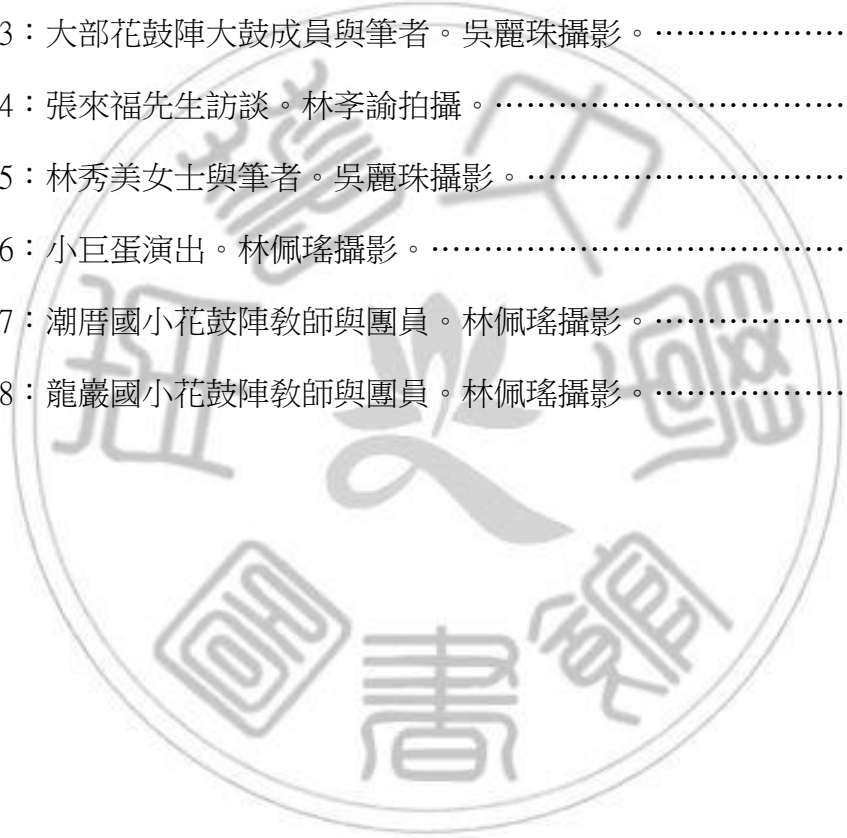 3：大部花鼓陣大鼓成員與筆者。吳麗珠攝影。………………
4：張來福先生訪談。林孛諭拍攝。……………………………
5：林秀美女士與筆者。吳麗珠攝影。…………………………
6：小巨蛋演出。林佩瑤攝影。…………………………………
7：潮厝國小花鼓陣教師與團員。林佩瑤攝影。………………
8：龍巖國小花鼓陣教師與團員。林佩瑤攝影。………………